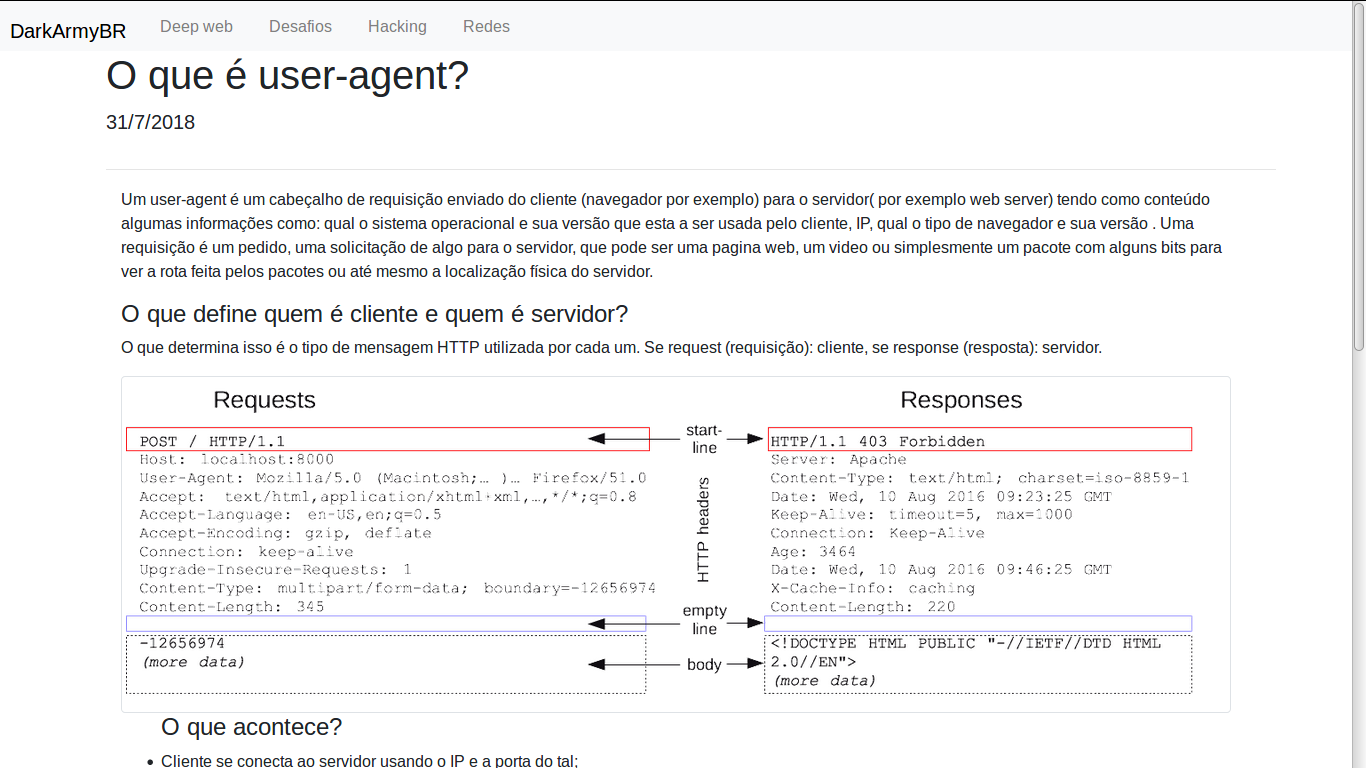 DarkArmyBR Deep web Desafios Hacking Redes
O que é user-agent?
31/7/2018
Um user-agent é um cabeçalho de requisição enviado do cliente (navegador por exemplo) para o servidor( por exemplo web server) tendo como conteúdo
algumas informações como: qual o sistema operacional e sua versão que esta a ser usada pelo cliente, IP, qual o tipo de navegador e sua versão . Uma
requisição é um pedido, uma solicitação de algo para o servidor, que pode ser uma pagina web, um video ou simplesmente um pacote com alguns bits para
ver a rota feita pelos pacotes ou até mesmo a localização física do servidor.
O que define quem é cliente e quem é servidor?
O que determina isso é o tipo de mensagem HTTP utilizada por cada um. Se request (requisição): cliente, se response (resposta): servidor.
Requests
POST / HTTP/1.1
Host: localhost:8000
User-Agent: Mozilla/5.0 (Macintosh;… )… Firefox/51.0
Accept: text/html,application/xhtml+xml,…,*/*;q=0.8
Accept-Language: en-US,en;q=0.5
Accept-Encoding: gzip, deflate
Connection: keep-alive
Upgrade-Insecure-Requests: 1
Content-Type: multipart/form-data; boundary=-12656974
Content-Length: 345
-12656974
(more data)
start-
line
HTTP headers
empty
line
body
Responses
HTTP/1.1 403 Forbidden
Server: Apache
Content-Type: text/html; charset=iso-8859-1
Date: Wed, 10 Aug 2016 09:23:25 GMT
Keep-Alive: timeout=5, max=1000
Connection: Keep-Alive
Age: 3464
Date: Wed, 10 Aug 2016 09:46:25 GMT
X-Cache-Info: caching
Content-Length: 220
<!DOCTYPE HTML PUBLIC "-//IETF//DTD HTML
2.0//EN">
(more data)
O que acontece?
• Cliente se conecta ao servidor usando o IP e a porta do tal;